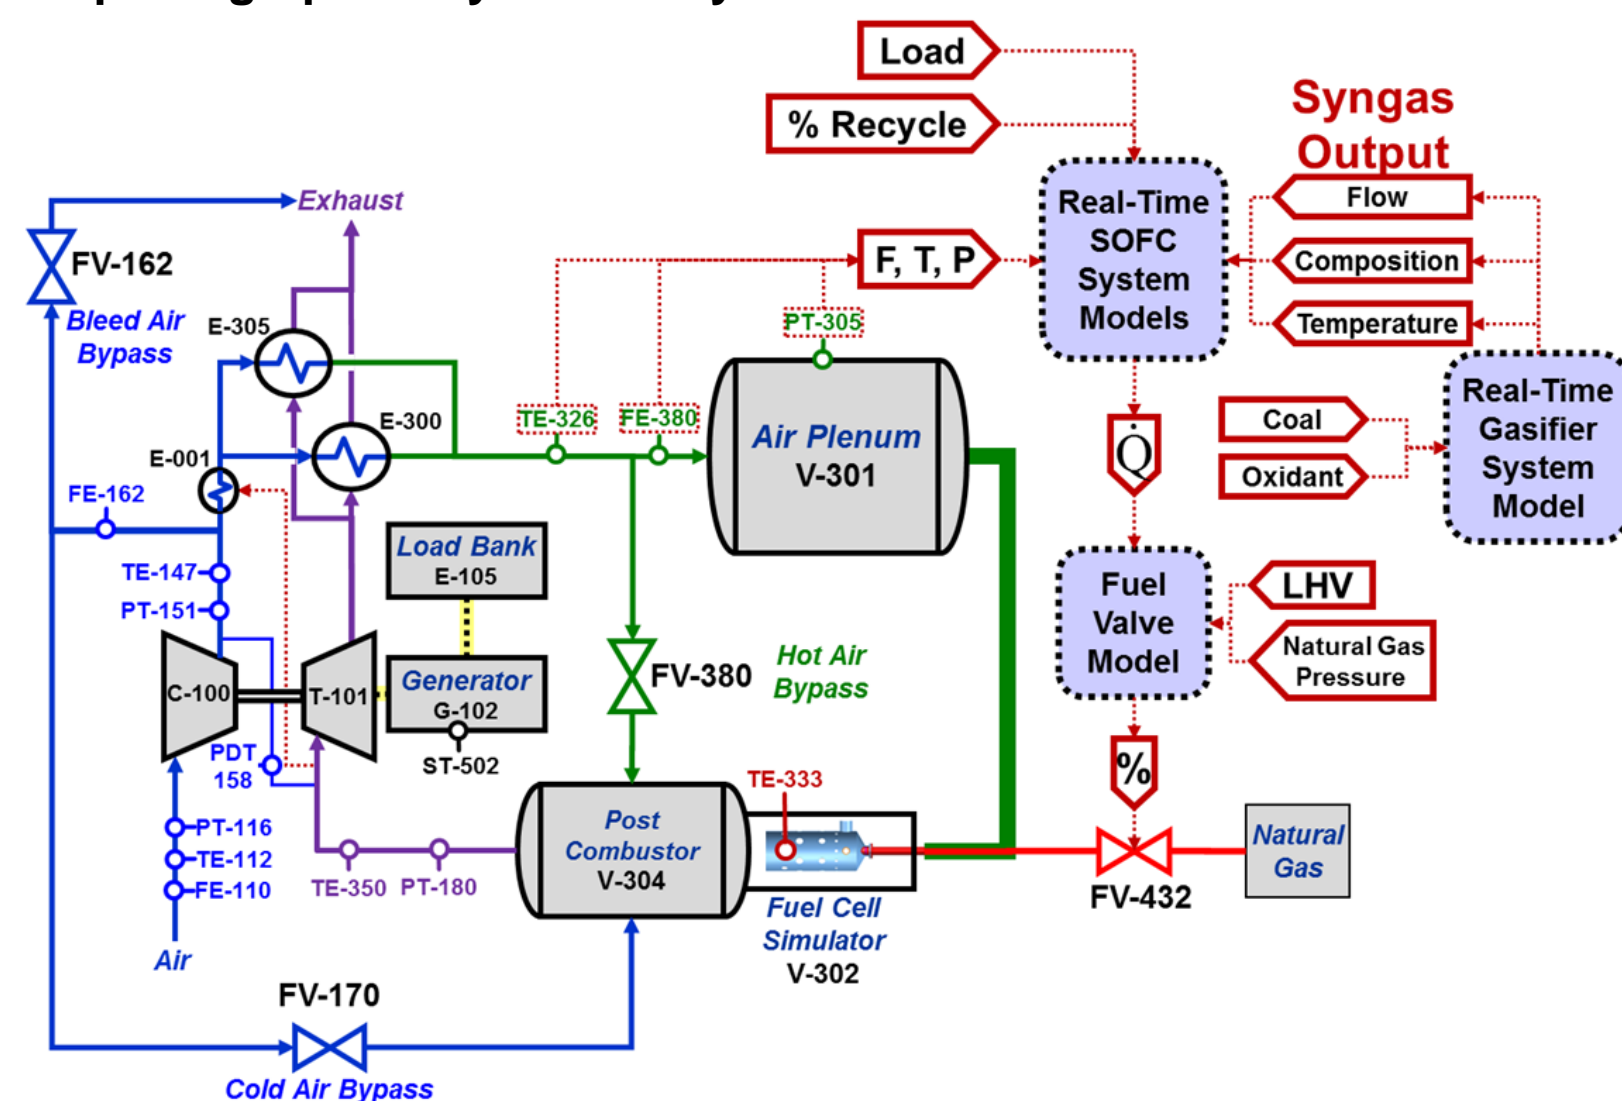 Load
% Recycle
Syngas
Output
Real-Time
SOFC
System
Models
Flow
Composition
Temperature
F, T, P
Exhaust
FV-162
Bleed Air
Bypass
E-305
E-300
E-001
FE-162
TE-147
PT-151
TE-326
FE-380
PT-305
Air Plenum
V-301
Coal
Oxidant
Real-Time
Gasifier
System
Model
Q̇
Load Bank
E-105
Generator
G-102
ST-502
C-100
T-101
PDT
158
FV-380
Hot Air
Bypass
Fuel
Valve
Model
LHV
Natural Gas
Pressure
%
PT-116
TE-112
FE-110
Air
TE-350
PT-180
Post
Combustor
V-304
TE-333
Fuel Cell
Simulator
V-302
FV-432
Natural
Gas
FV-170
Cold Air Bypass